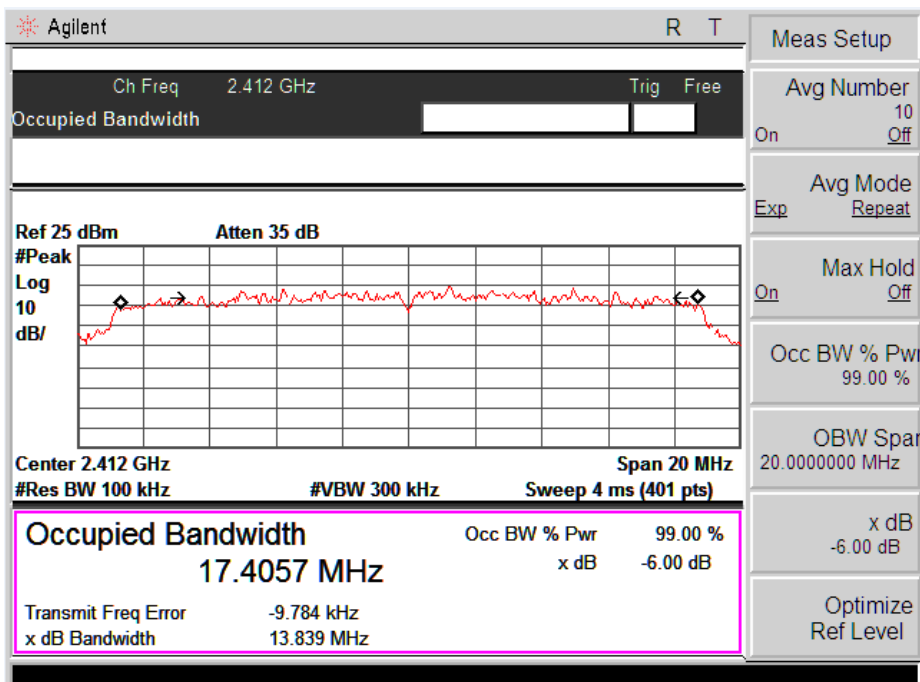 Agilent R T
Ch Freq 2.412 GHz Trig Free
Occupied Bandwidth
Ref 25 dBm Atten 35 dB
#Peak
Log
10
dB/
Center 2.412 GHz Span 20 MHz
#Res BW 100 kHz #VBW 300 kHz Sweep 4 ms (401 pts)
Occupied Bandwidth Occ BW % Pwr 99.00 %
17.4057 MHz x dB -6.00 dB
Transmit Freq Error -9.784 kHz
x dB Bandwidth 13.839 MHz
Meas Setup
Avg Number
10
On Off
Avg Mode
Exp Repeat
Max Hold
On Off
Occ BW % Pwr
99.00 %
OBW Span
20.0000000 MHz
x dB
-6.00 dB
Optimize
Ref Level